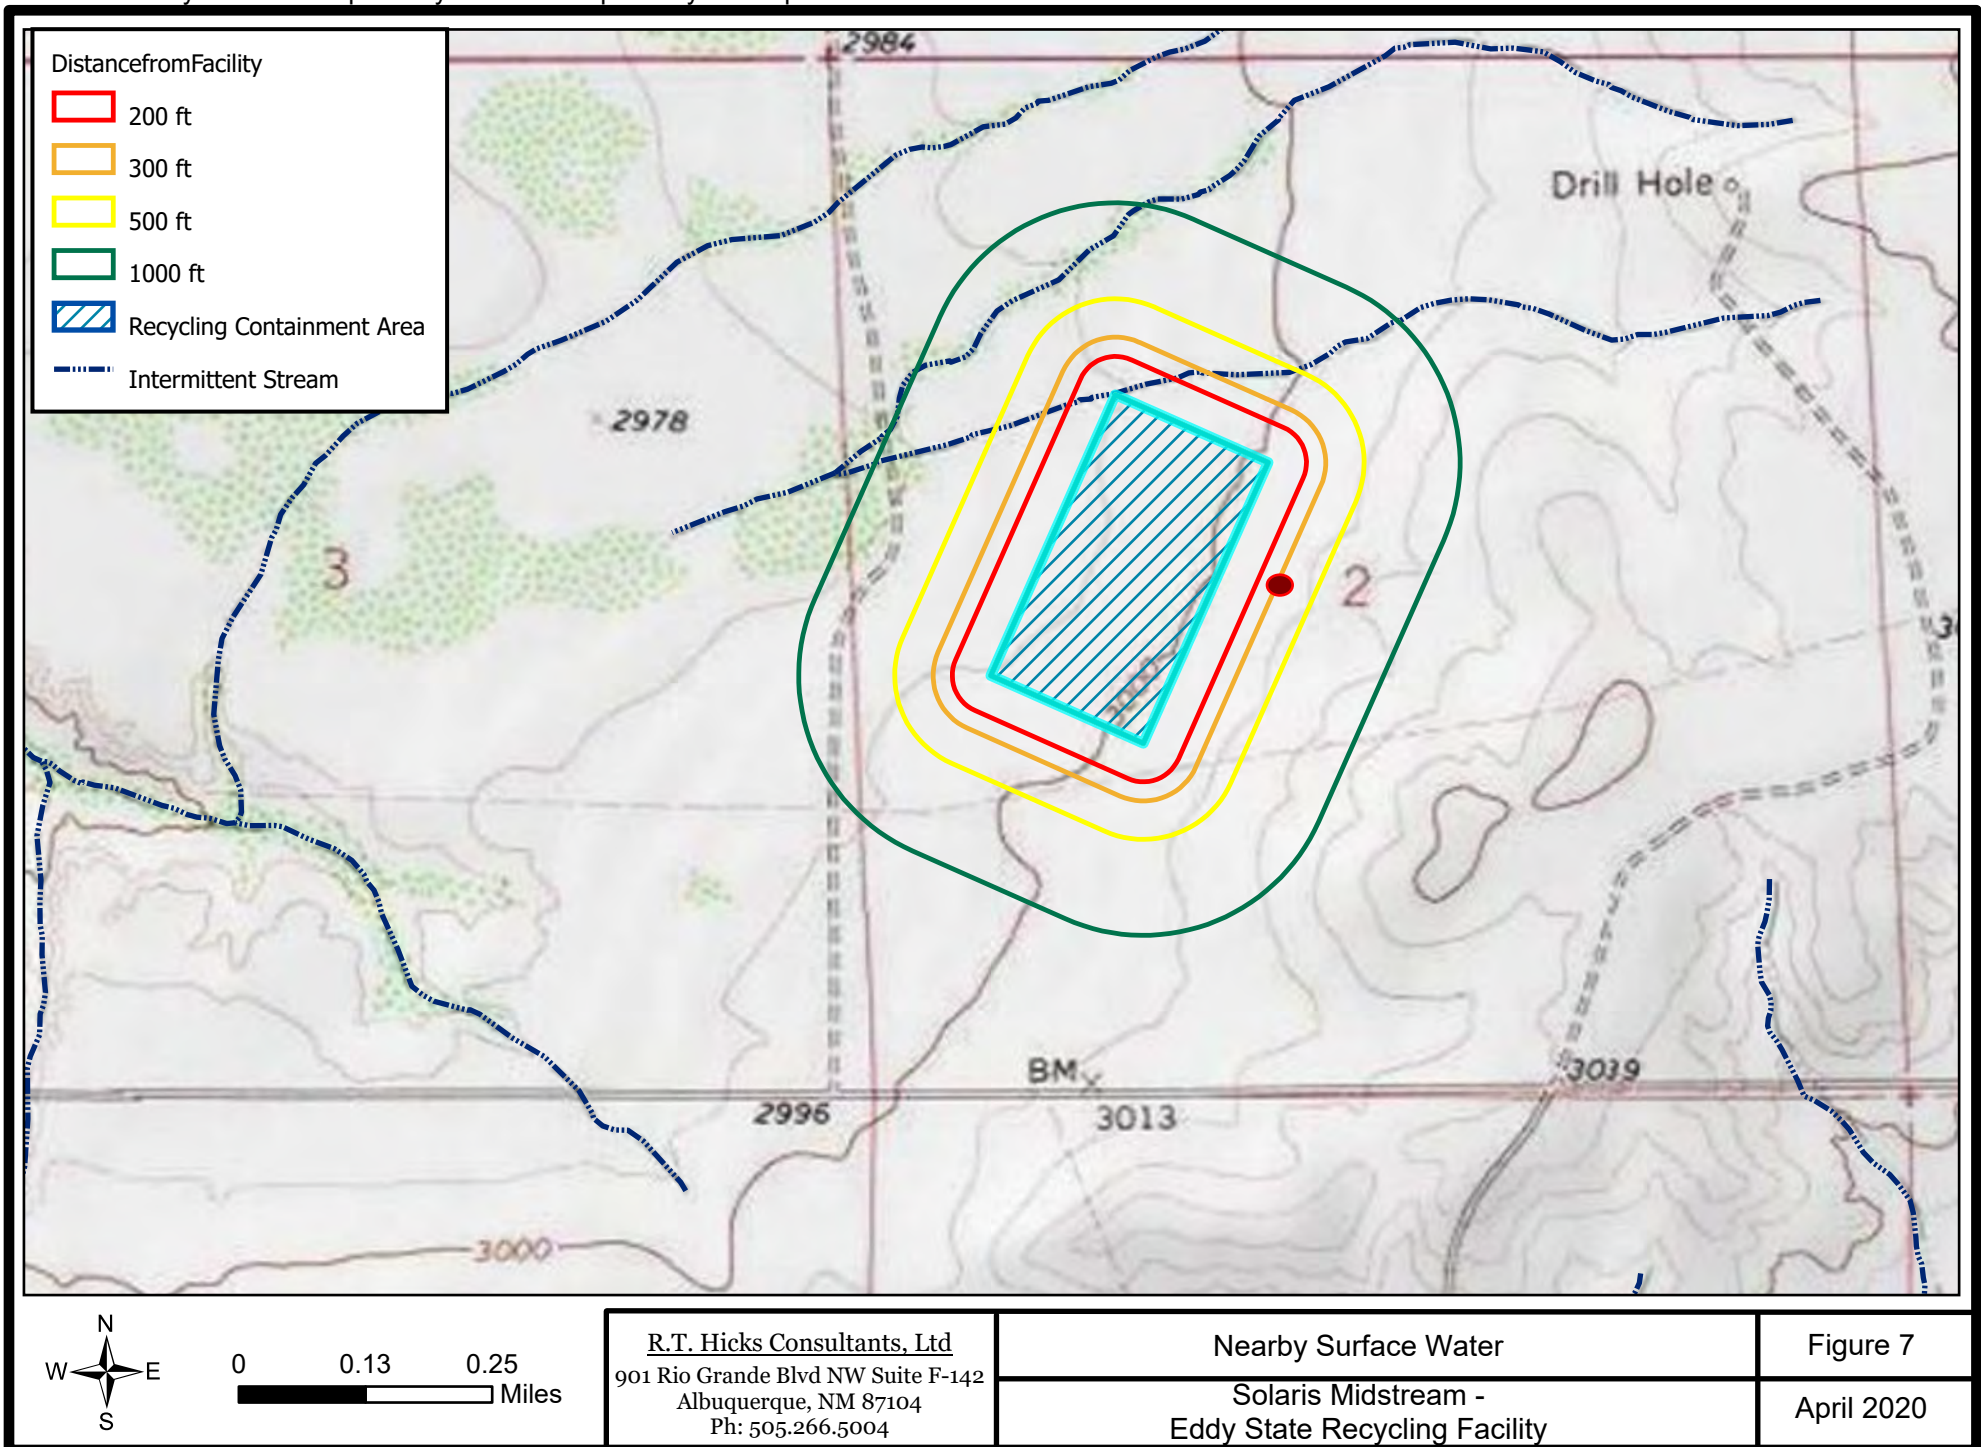 DistancefromFacility
200 ft
300 ft
500 ft
1000 ft
Recycling Containment Area
Intermittent Stream
2984
Drill Hole
2978
3
2
3000
BM
3039
2996
3013
3000
N
W E
S
0 0.13 0.25
Miles
R.T. Hicks Consultants, Ltd
901 Rio Grande Blvd NW Suite F-142
Albuquerque, NM 87104
Ph: 505.266.5004
Nearby Surface Water
Solaris Midstream -
Eddy State Recycling Facility
Figure 7
April 2020